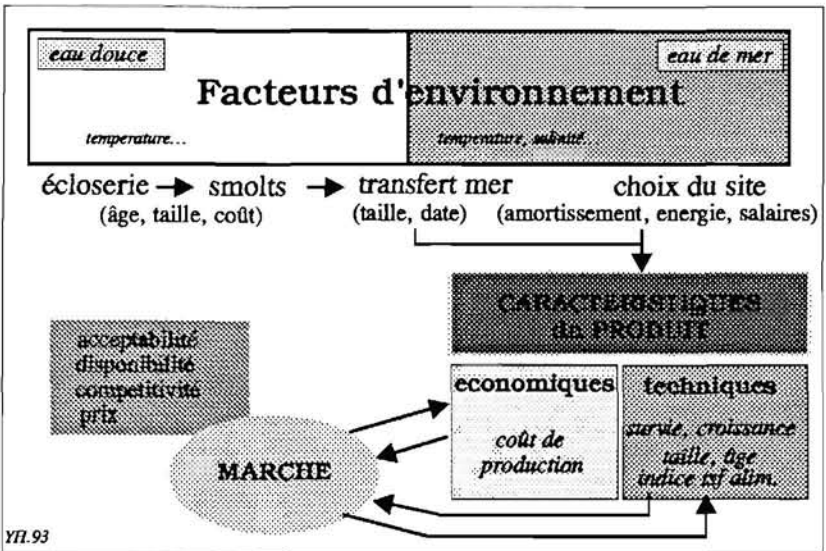 eau douce
eau de mer
Facteurs d'environnement
temperature...
temperature, salinité...
écloserie → smolts → transfert mer
choix du site
(âge, taille, coût)
(taille, date)
(amortissement, energie, salaires)
CARACTERISTIQUES
du PRODUIT
acceptabilité
disponibilité
competitivité
prix
economiques
techniques
coût de
production
survie, croissance
taille, âge
indice txf alim.
MARCHE
YH.93